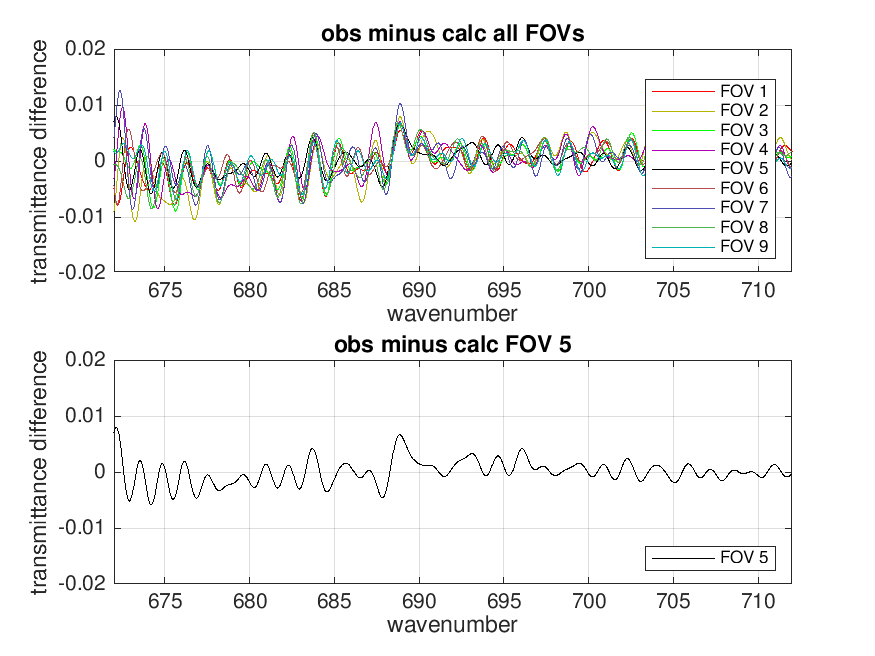 obs minus calc all FOVs
0.02
0.01
0
-0.01
-0.02
transmittance difference
FOV 1
FOV 2
FOV 3
FOV 4
FOV 5
FOV 6
FOV 7
FOV 8
FOV 9
675 680 685 690 695 700 705 710
wavenumber
obs minus calc FOV 5
0.02
0.01
0
-0.01
-0.02
transmittance difference
FOV 5
675 680 685 690 695 700 705 710
wavenumber